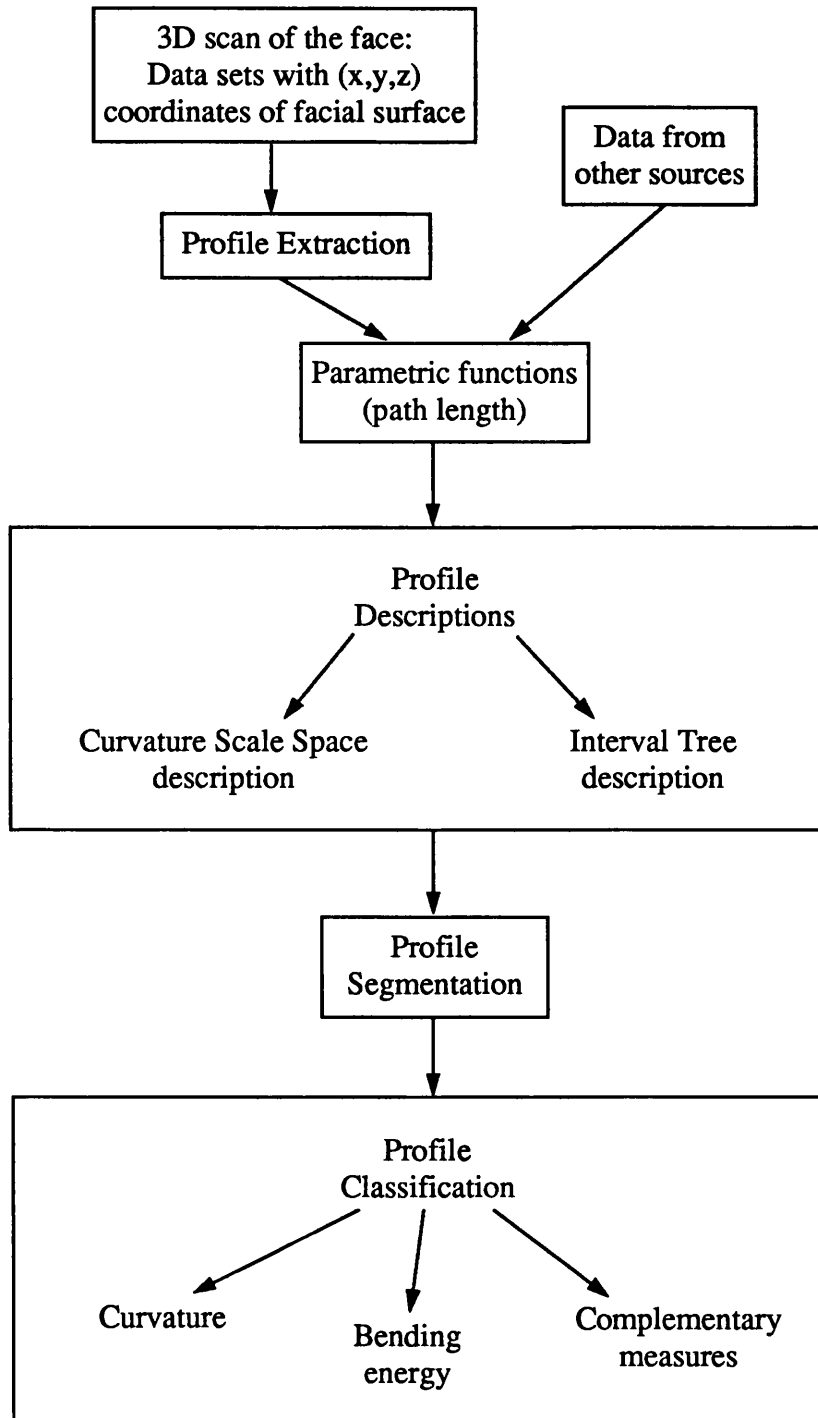 3D scan of the face:
Data sets with (x,y,z)
coordinates of facial surface
Data from
other sources
Profile Extraction
Parametric functions
(path length)
Profile
Descriptions
Curvature Scale Space
description
Interval Tree
description
Profile
Segmentation
Profile
Classification
Curvature
Bending
energy
Complementary
measures